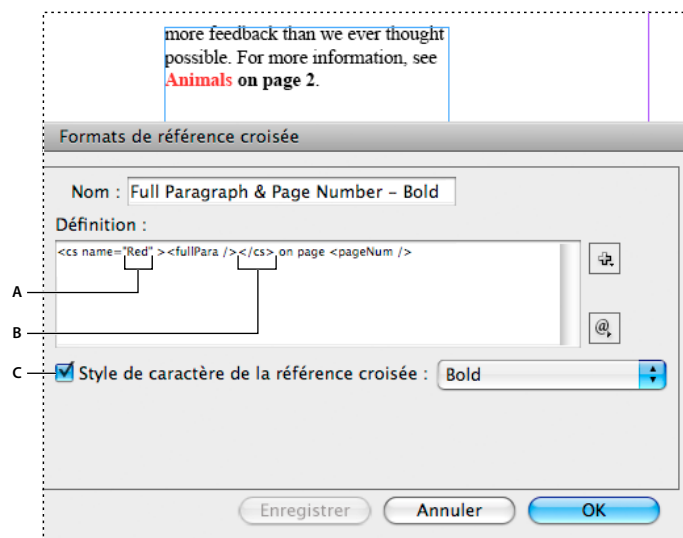 more feedback than we ever thought
possible. For more information, see
Animals on page 2.
Formats de référence croisée
Nom : Full Paragraph & Page Number – Bold
Définition :
<cs name="Red" ><fullPara /></cs> on page <pageNum />
A
B
C
Style de caractère de la référence croisée : Bold
Enregistrer Annuler OK